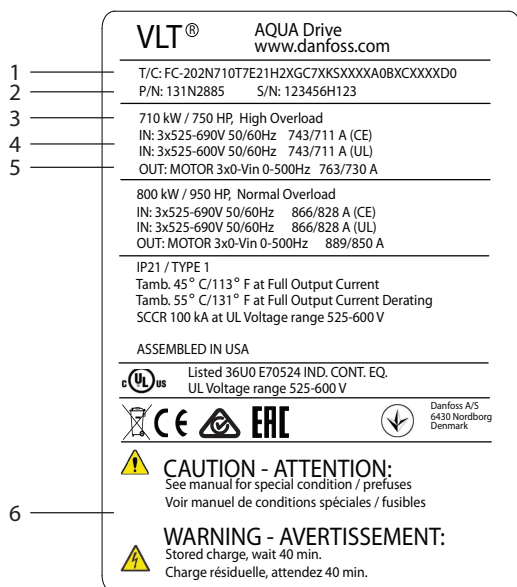 VLT® AQUA Drive
www.danfoss.com
1 T/C: FC-202N710T7E21H2XGC7XKSXXXXA0BXCXXXXD0
2 P/N: 131N2885 S/N: 123456H123
3 710 kW / 750 HP, High Overload
4 IN: 3x525-690V 50/60Hz 743/711 A (CE)
IN: 3x525-600V 50/60Hz 743/711 A (UL)
5 OUT: MOTOR 3x0-Vin 0-500Hz 763/730 A
800 kW / 950 HP, Normal Overload
IN: 3x525-690V 50/60Hz 866/828 A (CE)
IN: 3x525-690V 50/60Hz 866/828 A (UL)
OUT: MOTOR 3x0-Vin 0-500Hz 889/850 A
IP21 / TYPE 1
Tamb. 45° C/113° F at Full Output Current
Tamb. 55° C/131° F at Full Output Current Derating
SCCR 100 kA at UL Voltage range 525-600 V
ASSEMBLED IN USA
c UL us Listed 36U0 E70524 IND. CONT. EQ.
UL Voltage range 525-600 V
CE EAC
Danfoss A/S
6430 Nordborg
Denmark
CAUTION - ATTENTION:
See manual for special condition / prefuses
Voir manuel de conditions spéciales / fusibles
6
WARNING - AVERTISSEMENT:
Stored charge, wait 40 min.
Charge résiduelle, attendez 40 min.